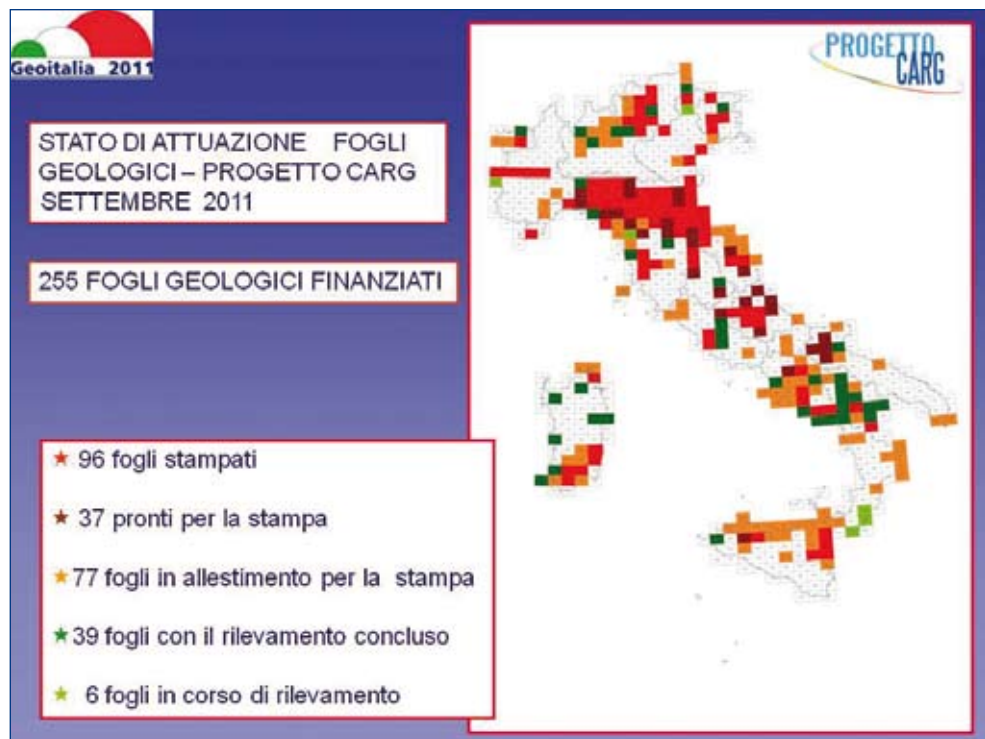 Geoitalia 2011
PROGETTO
CARG
STATO DI ATTUAZIONE FOGLI
GEOLOGICI – PROGETTO CARG
SETTEMBRE 2011
255 FOGLI GEOLOGICI FINANZIATI
★ 96 fogli stampati
★ 37 pronti per la stampa
★ 77 fogli in allestimento per la stampa
★ 39 fogli con il rilevamento concluso
★ 6 fogli in corso di rilevamento